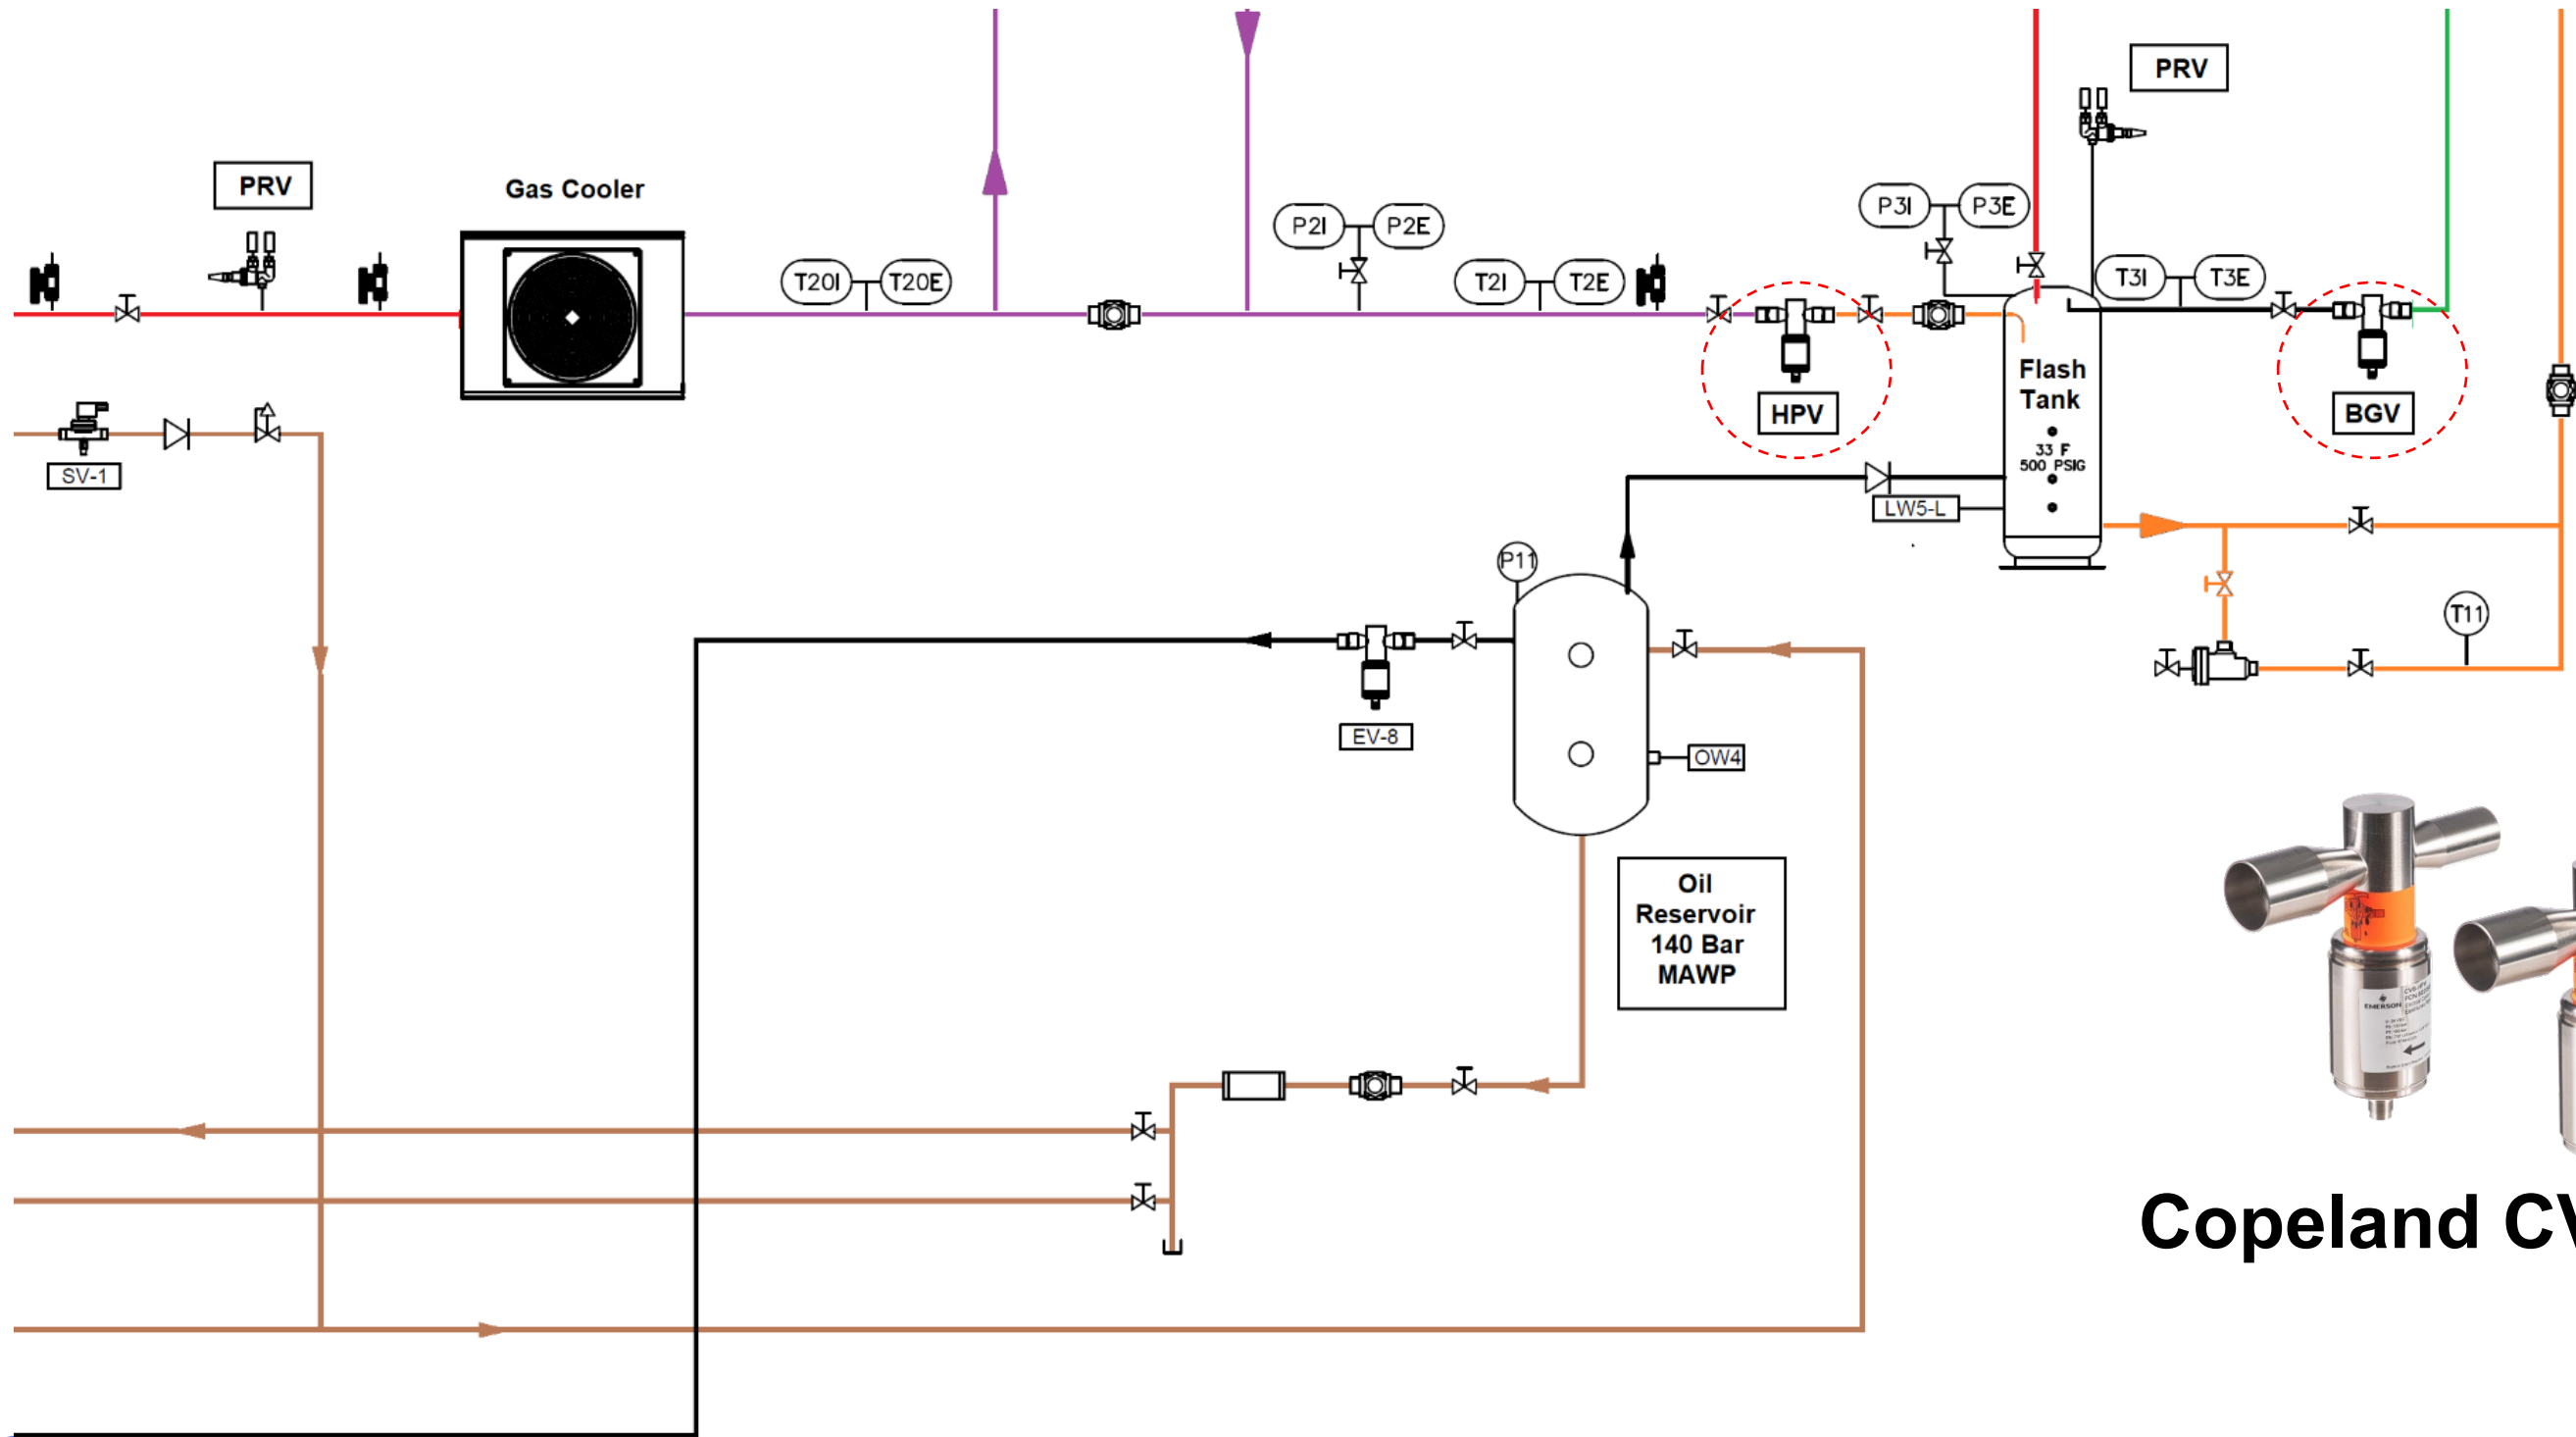 PRV
PRV
Gas Cooler
P3I
P3E
P2I
P2E
T20I
T20E
T2I
T2E
T3I
T3E
Flash
Tank
HPV
BGV
33 F
500 PSIG
SV-1
LW5-L
P11
T11
EV-8
OW4
Oil
Reservoir
140 Bar
MAWP
EMERSON
Copeland CV